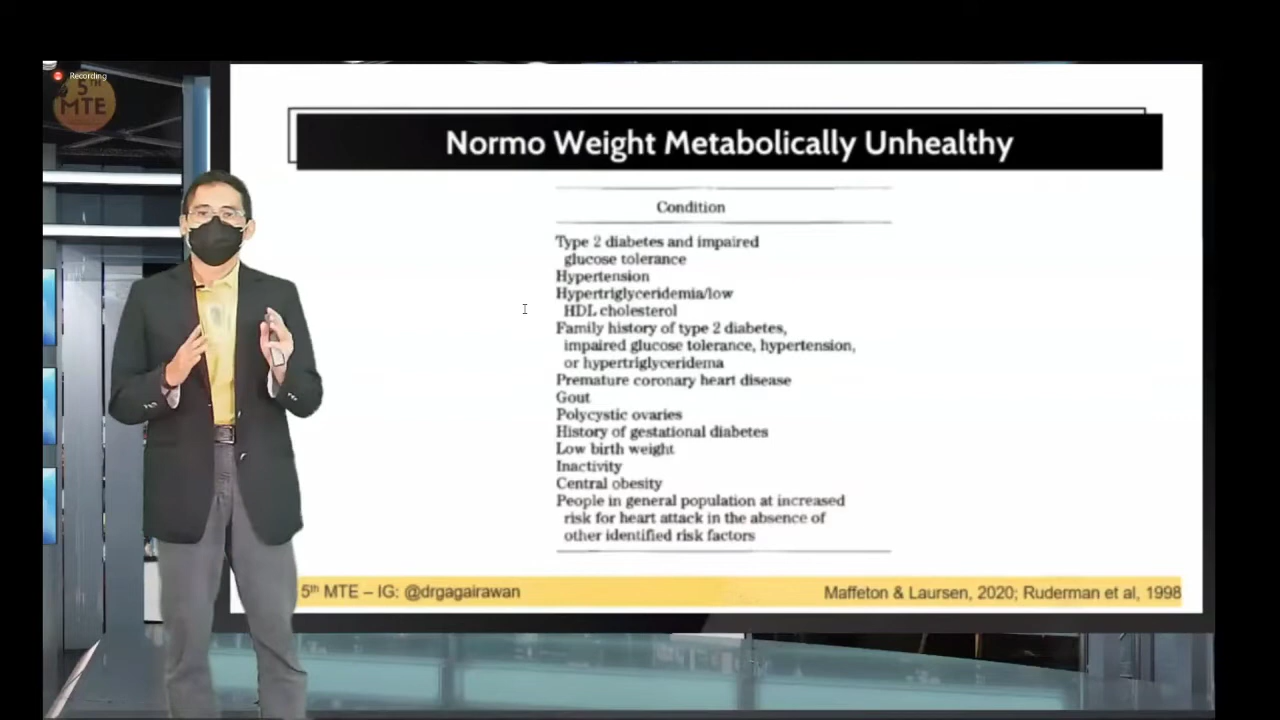 Recording
5TH
MTE
Normo Weight Metabolically Unhealthy
Condition
Type 2 diabetes and impaired
glucose tolerance
Hypertension
Hypertriglyceridemia/low
HDL cholesterol
Family history of type 2 diabetes,
impaired glucose tolerance, hypertension,
or hypertriglyceridema
Premature coronary heart disease
Gout
Polycystic ovaries
History of gestational diabetes
Low birth weight
Inactivity
Central obesity
People in general population at increased
risk for heart attack in the absence of
other identified risk factors
5th MTE – IG: @drgagairawan
Maffeton & Laursen, 2020; Ruderman et al, 1998